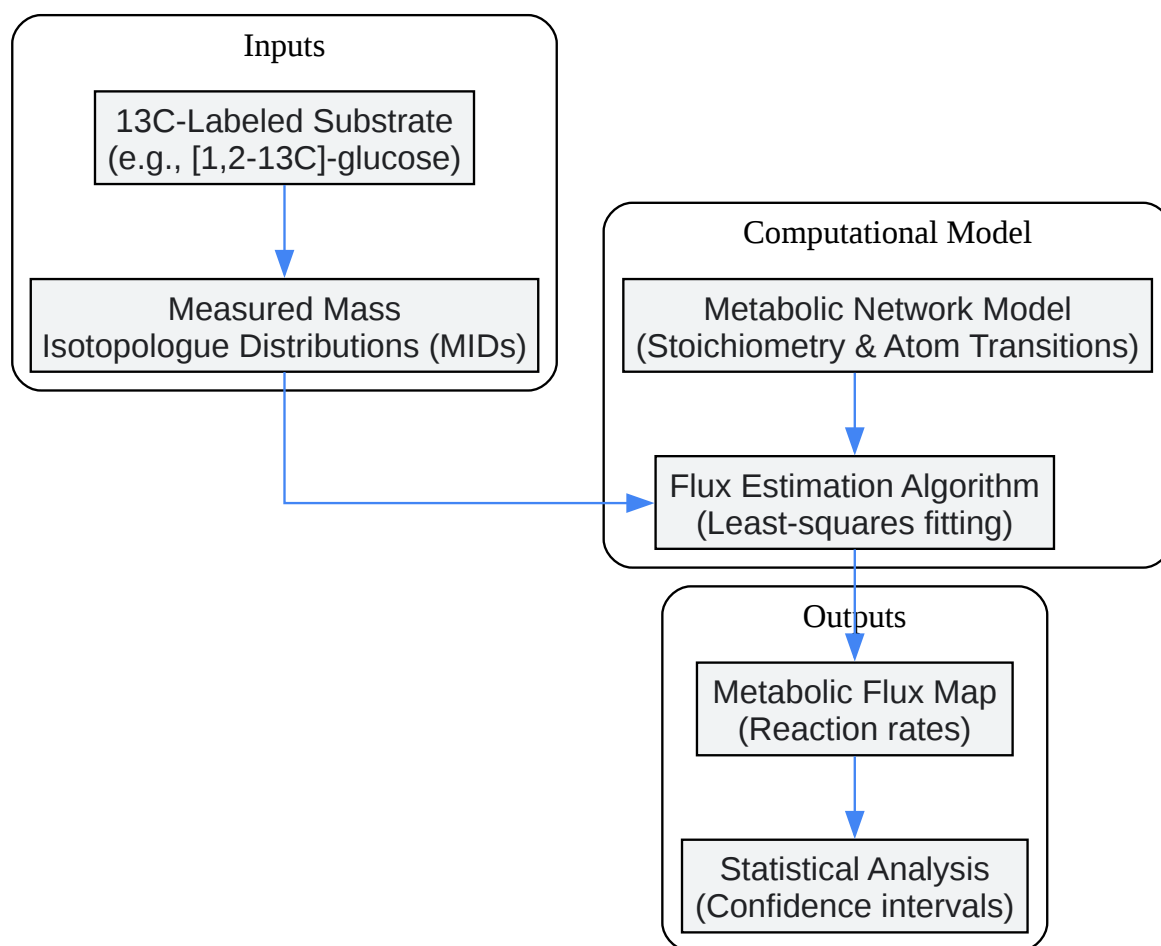 Inputs
13C-Labeled Substrate
(e.g., [1,2-13C]-glucose)
Measured Mass
Isotopologue Distributions (MIDs)
Computational Model
Metabolic Network Model
(Stoichiometry & Atom Transitions)
Flux Estimation Algorithm
(Least-squares fitting)
Outputs
Metabolic Flux Map
(Reaction rates)
Statistical Analysis
(Confidence intervals)